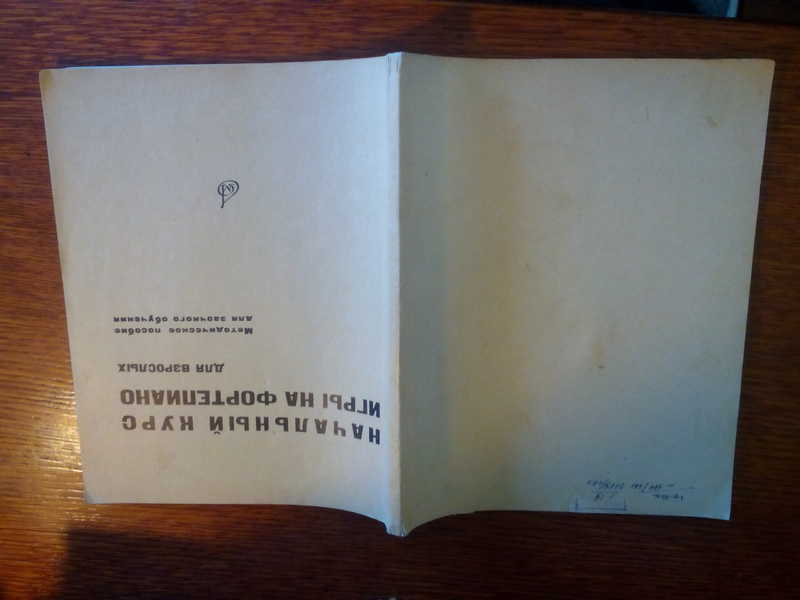 НАЧАЛЬНЫЙ КУРС
ИГРЫ НА ФОРТЕПИАНО
ДЛЯ ВЗРОСЛЫХ
Методическое пособие
для заочного обучения